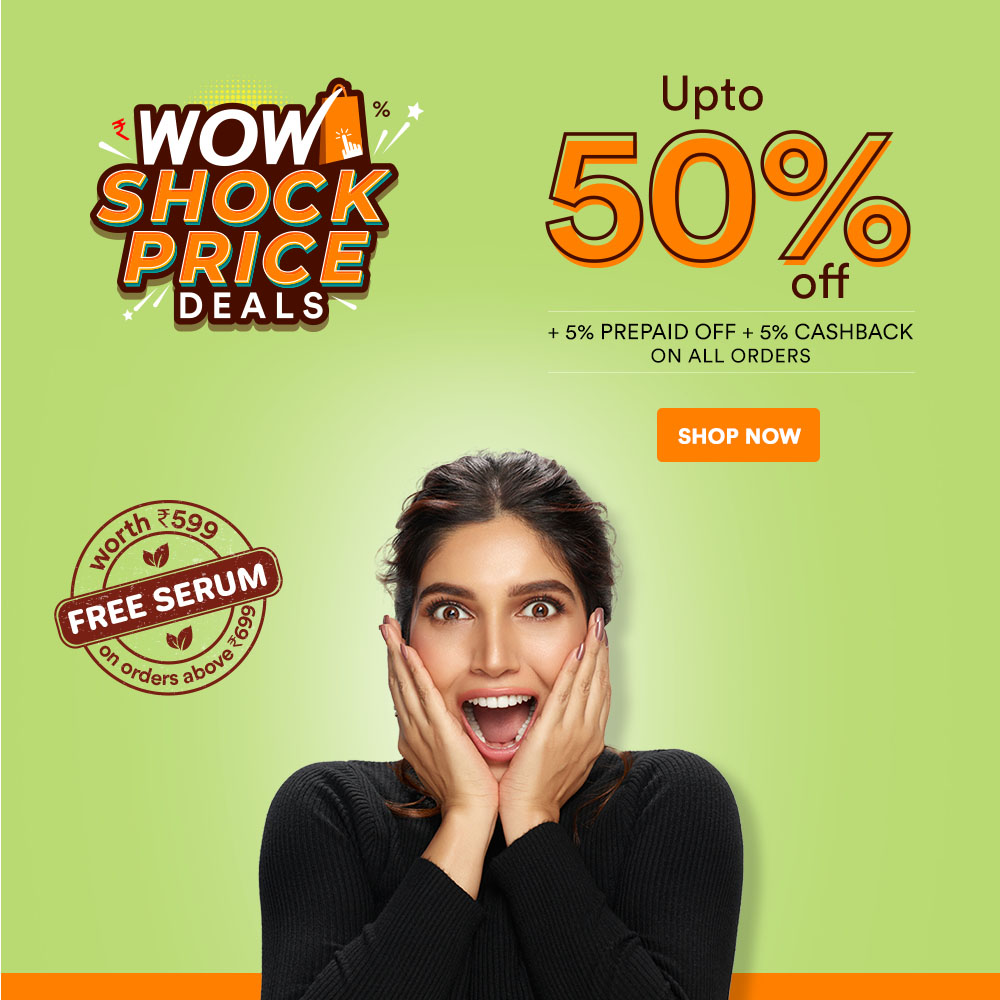 ₹ WOW %
SHOCK
PRICE
DEALS
Upto
50%
off
+ 5% PREPAID OFF + 5% CASHBACK
ON ALL ORDERS
SHOP NOW
worth ₹599
FREE SERUM
on orders above ₹699